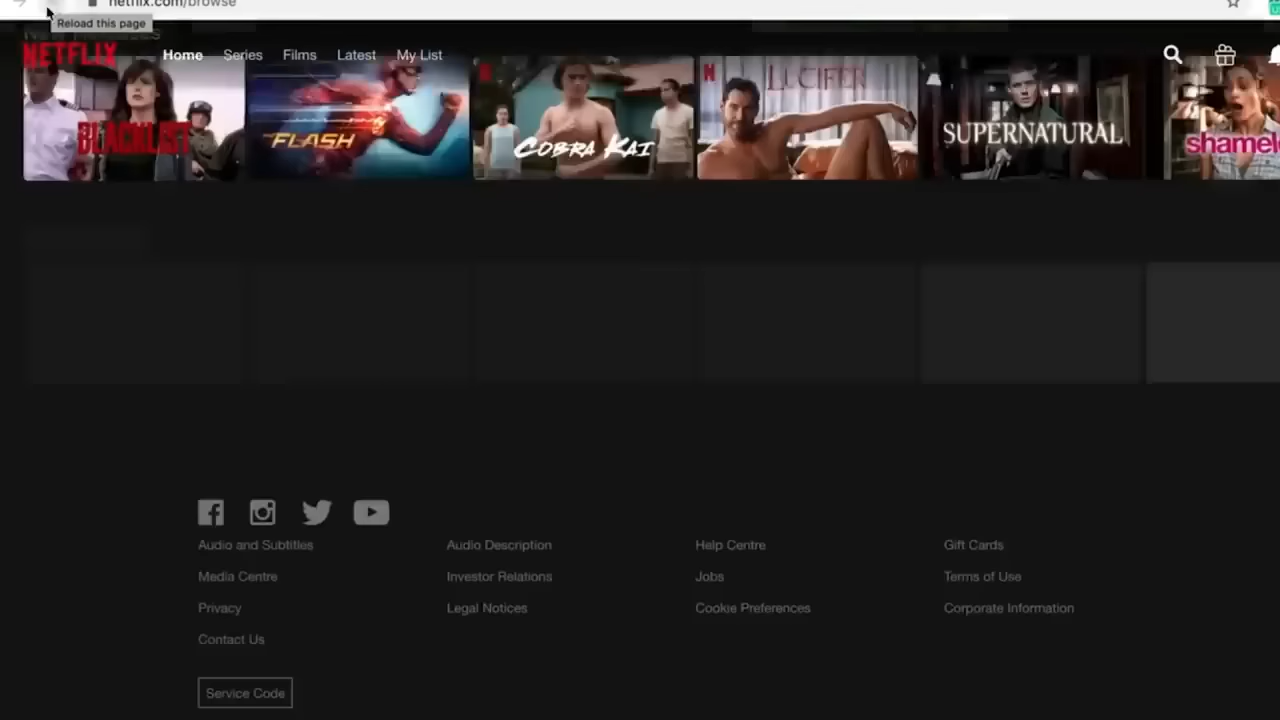 netflix.com/browse
Reload this page
NETFLIX
Home
Series
Films
Latest
My List
BLACKLIST
FLASH
COBRA KAI
LUCIFER
SUPERNATURAL
Audio and Subtitles
Audio Description
Help Centre
Gift Cards
Media Centre
Investor Relations
Jobs
Terms of Use
Privacy
Legal Notices
Cookie Preferences
Corporate Information
Contact Us
Service Code